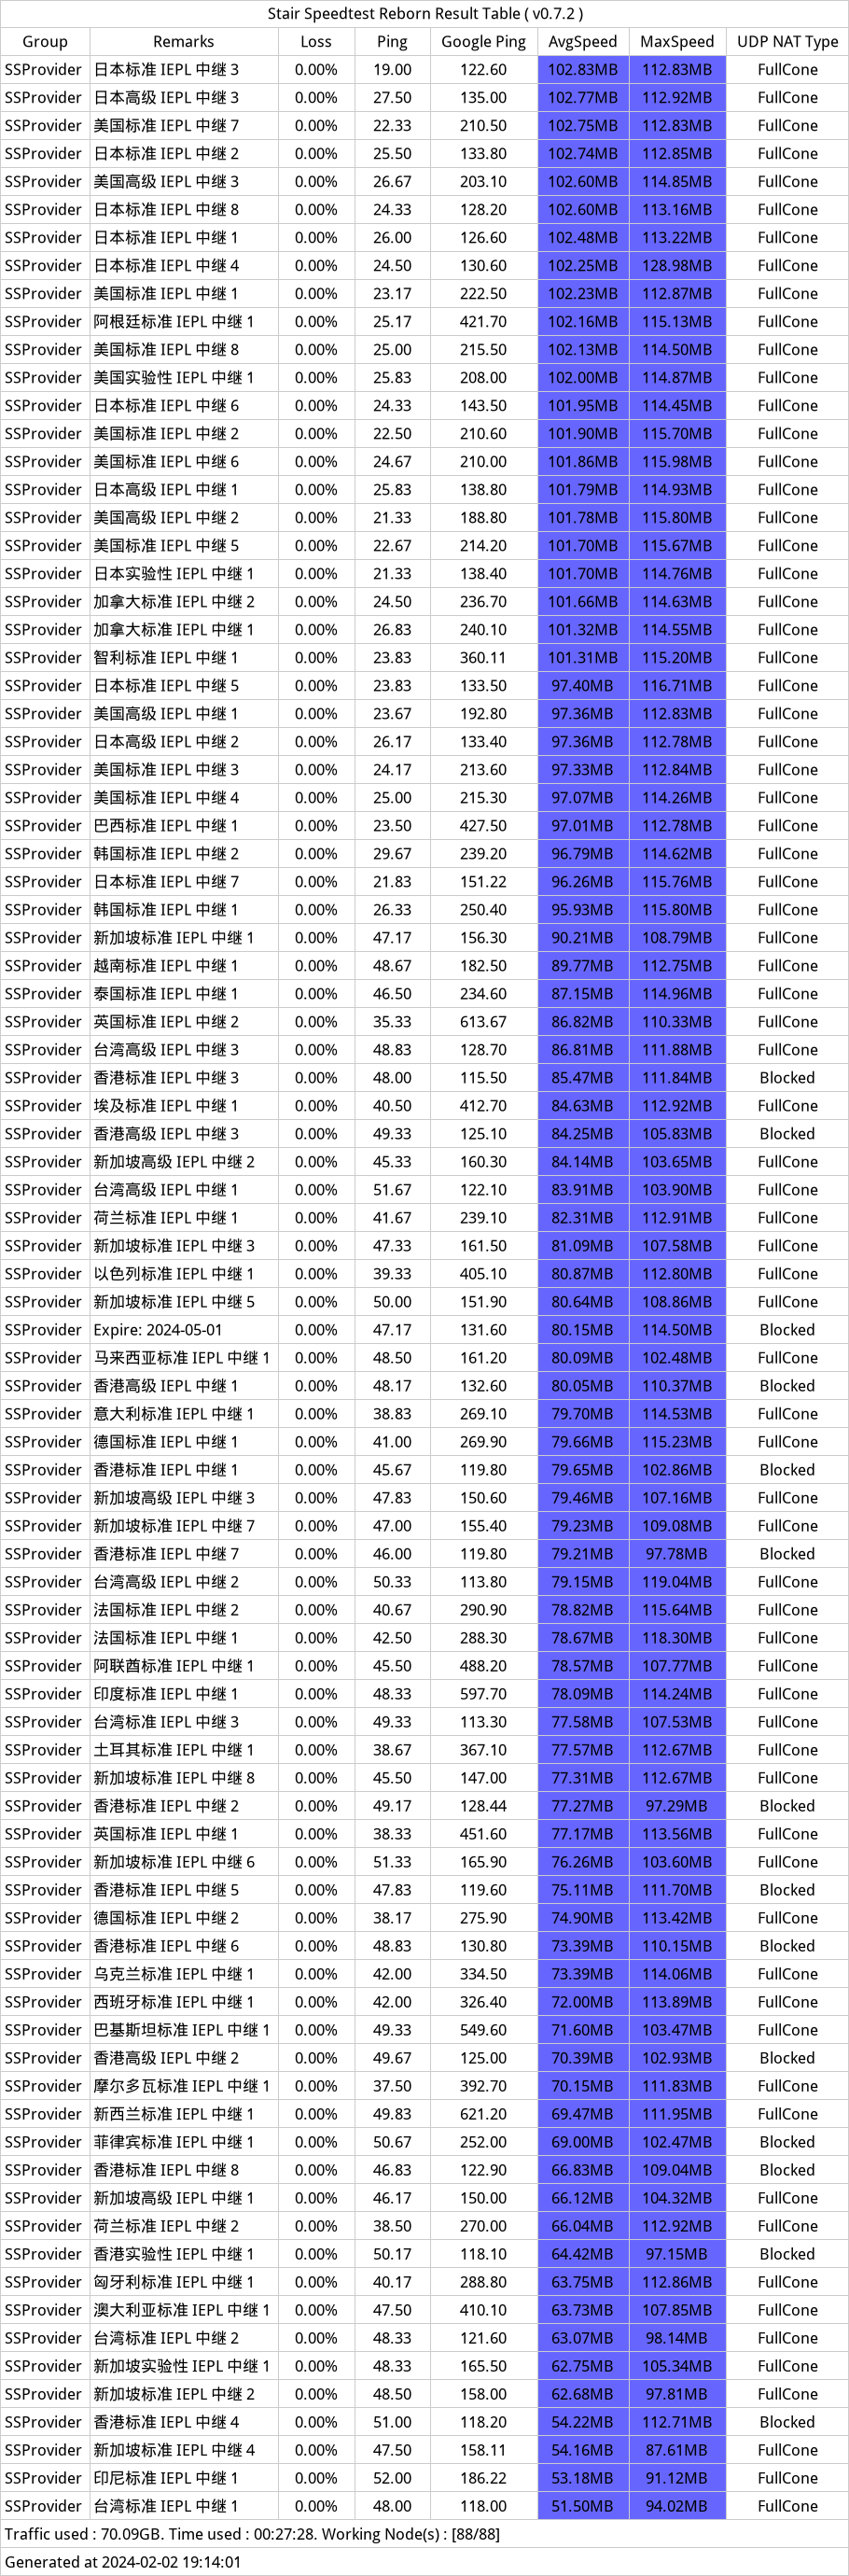 Stair Speedtest Reborn Result Table ( v0.7.2 )
Group Remarks Loss Ping Google Ping AvgSpeed MaxSpeed UDP NAT Type
SSProvider 日本标准 IEPL 中继 3 0.00% 19.00 122.60 102.83MB 112.83MB FullCone
SSProvider 日本高级 IEPL 中继 3 0.00% 27.50 135.00 102.77MB 112.92MB FullCone
SSProvider 美国标准 IEPL 中继 7 0.00% 22.33 210.50 102.75MB 112.83MB FullCone
SSProvider 日本标准 IEPL 中继 2 0.00% 25.50 133.80 102.74MB 112.85MB FullCone
SSProvider 美国高级 IEPL 中继 3 0.00% 26.67 203.10 102.60MB 114.85MB FullCone
SSProvider 日本标准 IEPL 中继 8 0.00% 24.33 128.20 102.60MB 113.16MB FullCone
SSProvider 日本标准 IEPL 中继 1 0.00% 26.00 126.60 102.48MB 113.22MB FullCone
SSProvider 日本标准 IEPL 中继 4 0.00% 24.50 130.60 102.25MB 128.98MB FullCone
SSProvider 美国标准 IEPL 中继 1 0.00% 23.17 222.50 102.23MB 112.87MB FullCone
SSProvider 阿根廷标准 IEPL 中继 1 0.00% 25.17 421.70 102.16MB 115.13MB FullCone
SSProvider 美国标准 IEPL 中继 8 0.00% 25.00 215.50 102.13MB 114.50MB FullCone
SSProvider 美国实验性 IEPL 中继 1 0.00% 25.83 208.00 102.00MB 114.87MB FullCone
SSProvider 日本标准 IEPL 中继 6 0.00% 24.33 143.50 101.95MB 114.45MB FullCone
SSProvider 美国标准 IEPL 中继 2 0.00% 22.50 210.60 101.90MB 115.70MB FullCone
SSProvider 美国标准 IEPL 中继 6 0.00% 24.67 210.00 101.86MB 115.98MB FullCone
SSProvider 日本高级 IEPL 中继 1 0.00% 25.83 138.80 101.79MB 114.93MB FullCone
SSProvider 美国高级 IEPL 中继 2 0.00% 21.33 188.80 101.78MB 115.80MB FullCone
SSProvider 美国标准 IEPL 中继 5 0.00% 22.67 214.20 101.70MB 115.67MB FullCone
SSProvider 日本实验性 IEPL 中继 1 0.00% 21.33 138.40 101.70MB 114.76MB FullCone
SSProvider 加拿大标准 IEPL 中继 2 0.00% 24.50 236.70 101.66MB 114.63MB FullCone
SSProvider 加拿大标准 IEPL 中继 1 0.00% 26.83 240.10 101.32MB 114.55MB FullCone
SSProvider 智利标准 IEPL 中继 1 0.00% 23.83 360.11 101.31MB 115.20MB FullCone
SSProvider 日本标准 IEPL 中继 5 0.00% 23.83 133.50 97.40MB 116.71MB FullCone
SSProvider 美国高级 IEPL 中继 1 0.00% 23.67 192.80 97.36MB 112.83MB FullCone
SSProvider 日本高级 IEPL 中继 2 0.00% 26.17 133.40 97.36MB 112.78MB FullCone
SSProvider 美国标准 IEPL 中继 3 0.00% 24.17 213.60 97.33MB 112.84MB FullCone
SSProvider 美国标准 IEPL 中继 4 0.00% 25.00 215.30 97.07MB 114.26MB FullCone
SSProvider 巴西标准 IEPL 中继 1 0.00% 23.50 427.50 97.01MB 112.78MB FullCone
SSProvider 韩国标准 IEPL 中继 2 0.00% 29.67 239.20 96.79MB 114.62MB FullCone
SSProvider 日本标准 IEPL 中继 7 0.00% 21.83 151.22 96.26MB 115.76MB FullCone
SSProvider 韩国标准 IEPL 中继 1 0.00% 26.33 250.40 95.93MB 115.80MB FullCone
SSProvider 新加坡标准 IEPL 中继 1 0.00% 47.17 156.30 90.21MB 108.79MB FullCone
SSProvider 越南标准 IEPL 中继 1 0.00% 48.67 182.50 89.77MB 112.75MB FullCone
SSProvider 泰国标准 IEPL 中继 1 0.00% 46.50 234.60 87.15MB 114.96MB FullCone
SSProvider 英国标准 IEPL 中继 2 0.00% 35.33 613.67 86.82MB 110.33MB FullCone
SSProvider 台湾高级 IEPL 中继 3 0.00% 48.83 128.70 86.81MB 111.88MB FullCone
SSProvider 香港标准 IEPL 中继 3 0.00% 48.00 115.50 85.47MB 111.84MB Blocked
SSProvider 埃及标准 IEPL 中继 1 0.00% 40.50 412.70 84.63MB 112.92MB FullCone
SSProvider 香港高级 IEPL 中继 3 0.00% 49.33 125.10 84.25MB 105.83MB Blocked
SSProvider 新加坡高级 IEPL 中继 2 0.00% 45.33 160.30 84.14MB 103.65MB FullCone
SSProvider 台湾高级 IEPL 中继 1 0.00% 51.67 122.10 83.91MB 103.90MB FullCone
SSProvider 荷兰标准 IEPL 中继 1 0.00% 41.67 239.10 82.31MB 112.91MB FullCone
SSProvider 新加坡标准 IEPL 中继 3 0.00% 47.33 161.50 81.09MB 107.58MB FullCone
SSProvider 以色列标准 IEPL 中继 1 0.00% 39.33 405.10 80.87MB 112.80MB FullCone
SSProvider 新加坡标准 IEPL 中继 5 0.00% 50.00 151.90 80.64MB 108.86MB FullCone
SSProvider Expire: 2024-05-01 0.00% 47.17 131.60 80.15MB 114.50MB Blocked
SSProvider 马来西亚标准 IEPL 中继 1 0.00% 48.50 161.20 80.09MB 102.48MB FullCone
SSProvider 香港高级 IEPL 中继 1 0.00% 48.17 132.60 80.05MB 110.37MB Blocked
SSProvider 意大利标准 IEPL 中继 1 0.00% 38.83 269.10 79.70MB 114.53MB FullCone
SSProvider 德国标准 IEPL 中继 1 0.00% 41.00 269.90 79.66MB 115.23MB FullCone
SSProvider 香港标准 IEPL 中继 1 0.00% 45.67 119.80 79.65MB 102.86MB Blocked
SSProvider 新加坡高级 IEPL 中继 3 0.00% 47.83 150.60 79.46MB 107.16MB FullCone
SSProvider 新加坡标准 IEPL 中继 7 0.00% 47.00 155.40 79.23MB 109.08MB FullCone
SSProvider 香港标准 IEPL 中继 7 0.00% 46.00 119.80 79.21MB 97.78MB Blocked
SSProvider 台湾高级 IEPL 中继 2 0.00% 50.33 113.80 79.15MB 119.04MB FullCone
SSProvider 法国标准 IEPL 中继 2 0.00% 40.67 290.90 78.82MB 115.64MB FullCone
SSProvider 法国标准 IEPL 中继 1 0.00% 42.50 288.30 78.67MB 118.30MB FullCone
SSProvider 阿联酋标准 IEPL 中继 1 0.00% 45.50 488.20 78.57MB 107.77MB FullCone
SSProvider 印度标准 IEPL 中继 1 0.00% 48.33 597.70 78.09MB 114.24MB FullCone
SSProvider 台湾标准 IEPL 中继 3 0.00% 49.33 113.30 77.58MB 107.53MB FullCone
SSProvider 土耳其标准 IEPL 中继 1 0.00% 38.67 367.10 77.57MB 112.67MB FullCone
SSProvider 新加坡标准 IEPL 中继 8 0.00% 45.50 147.00 77.31MB 112.67MB FullCone
SSProvider 香港标准 IEPL 中继 2 0.00% 49.17 128.44 77.27MB 97.29MB Blocked
SSProvider 英国标准 IEPL 中继 1 0.00% 38.33 451.60 77.17MB 113.56MB FullCone
SSProvider 新加坡标准 IEPL 中继 6 0.00% 51.33 165.90 76.26MB 103.60MB FullCone
SSProvider 香港标准 IEPL 中继 5 0.00% 47.83 119.60 75.11MB 111.70MB Blocked
SSProvider 德国标准 IEPL 中继 2 0.00% 38.17 275.90 74.90MB 113.42MB FullCone
SSProvider 香港标准 IEPL 中继 6 0.00% 48.83 130.80 73.39MB 110.15MB Blocked
SSProvider 乌克兰标准 IEPL 中继 1 0.00% 42.00 334.50 73.39MB 114.06MB FullCone
SSProvider 西班牙标准 IEPL 中继 1 0.00% 42.00 326.40 72.00MB 113.89MB FullCone
SSProvider 巴基斯坦标准 IEPL 中继 1 0.00% 49.33 549.60 71.60MB 103.47MB FullCone
SSProvider 香港高级 IEPL 中继 2 0.00% 49.67 125.00 70.39MB 102.93MB Blocked
SSProvider 摩尔多瓦标准 IEPL 中继 1 0.00% 37.50 392.70 70.15MB 111.83MB FullCone
SSProvider 新西兰标准 IEPL 中继 1 0.00% 49.83 621.20 69.47MB 111.95MB FullCone
SSProvider 菲律宾标准 IEPL 中继 1 0.00% 50.67 252.00 69.00MB 102.47MB Blocked
SSProvider 香港标准 IEPL 中继 8 0.00% 46.83 122.90 66.83MB 109.04MB Blocked
SSProvider 新加坡高级 IEPL 中继 1 0.00% 46.17 150.00 66.12MB 104.32MB FullCone
SSProvider 荷兰标准 IEPL 中继 2 0.00% 38.50 270.00 66.04MB 112.92MB FullCone
SSProvider 香港实验性 IEPL 中继 1 0.00% 50.17 118.10 64.42MB 97.15MB Blocked
SSProvider 匈牙利标准 IEPL 中继 1 0.00% 40.17 288.80 63.75MB 112.86MB FullCone
SSProvider 澳大利亚标准 IEPL 中继 1 0.00% 47.50 410.10 63.73MB 107.85MB FullCone
SSProvider 台湾标准 IEPL 中继 2 0.00% 48.33 121.60 63.07MB 98.14MB FullCone
SSProvider 新加坡实验性 IEPL 中继 1 0.00% 48.33 165.50 62.75MB 105.34MB FullCone
SSProvider 新加坡标准 IEPL 中继 2 0.00% 48.50 158.00 62.68MB 97.81MB FullCone
SSProvider 香港标准 IEPL 中继 4 0.00% 51.00 118.20 54.22MB 112.71MB Blocked
SSProvider 新加坡标准 IEPL 中继 4 0.00% 47.50 158.11 54.16MB 87.61MB FullCone
SSProvider 印尼标准 IEPL 中继 1 0.00% 52.00 186.22 53.18MB 91.12MB FullCone
SSProvider 台湾标准 IEPL 中继 1 0.00% 48.00 118.00 51.50MB 94.02MB FullCone
Traffic used : 70.09GB. Time used : 00:27:28. Working Node(s) : [88/88]
Generated at 2024-02-02 19:14:01